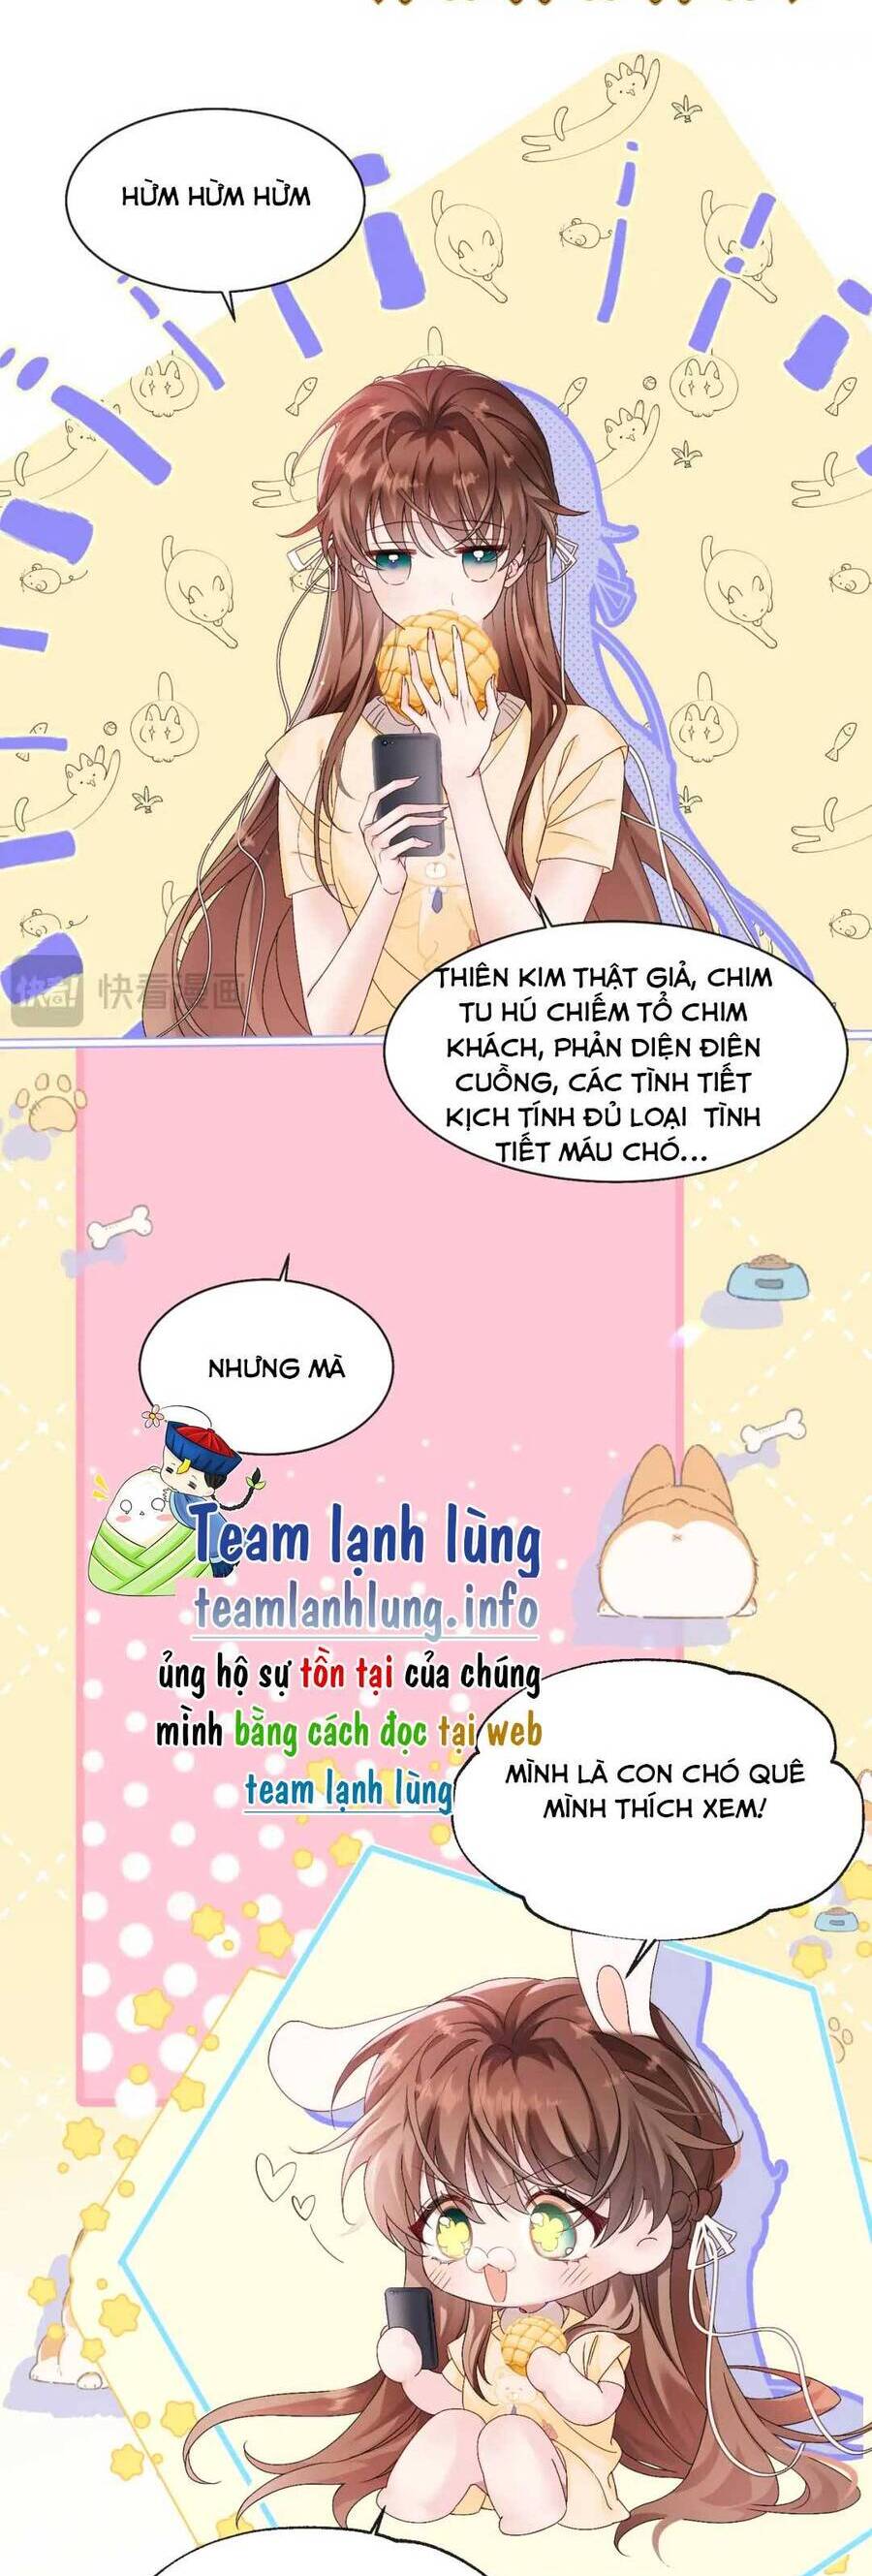 HỪM HỪM HỪM
快看! 快看漫画
THIÊN KIM THẬT GIẢ, CHIM
TU HÚ CHIẾM TỔ CHIM
KHÁCH, PHẢN DIỆN ĐIÊN
CUỒNG, CÁC TÌNH TIẾT
KỊCH TÍNH ĐỦ LOẠI TÌNH
TIẾT MÁU CHÓ...
NHƯNG MÀ
Team lạnh lùng
teamlanhlung.info
ủng hộ sự tồn tại của chúng
mình bằng cách đọc tại web
team lạnh lùng
MÌNH LÀ CON CHÓ QUÊ
MÌNH THÍCH XEM!